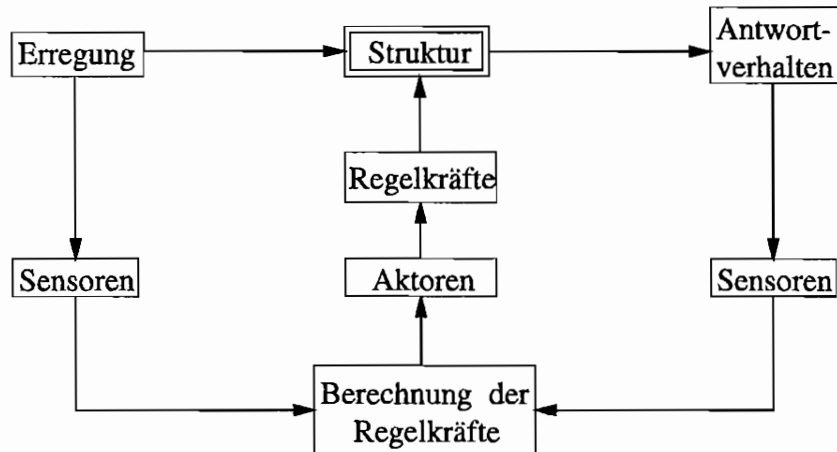 Erregung
Struktur
Antwort-
verhalten
Regelkräfte
Sensoren
Aktoren
Sensoren
Berechnung der
Regelkräfte